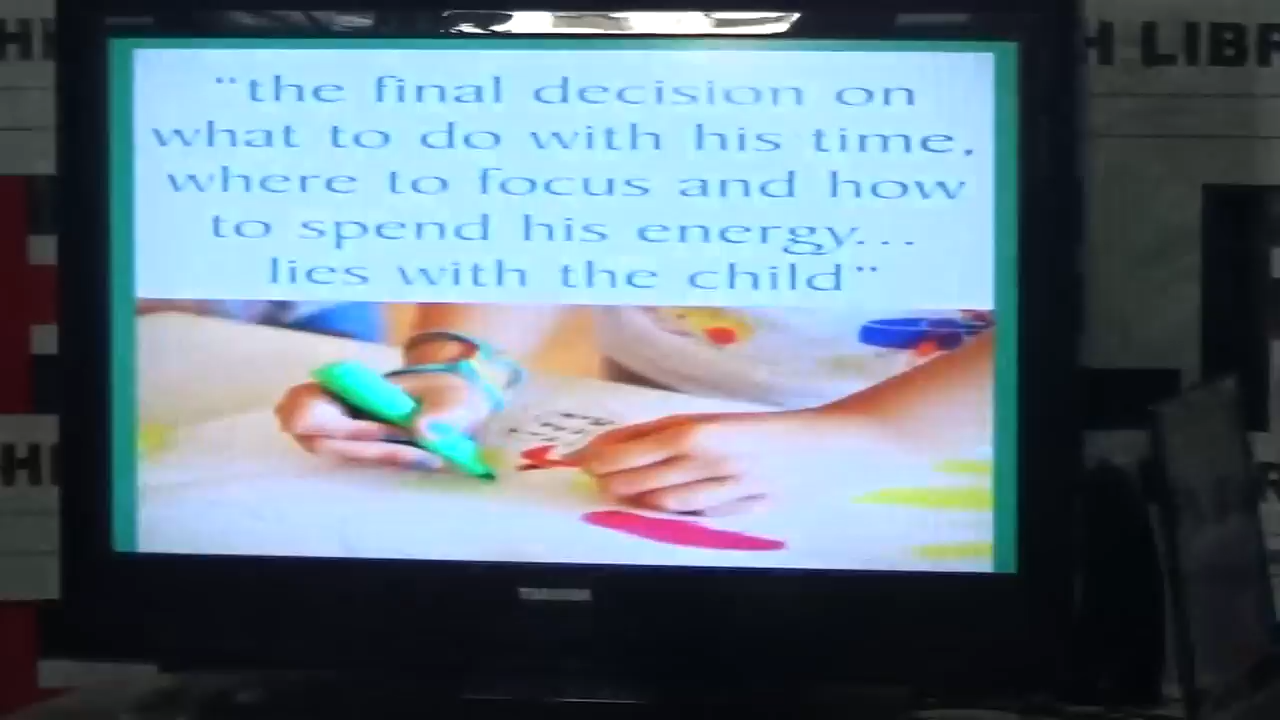 H LIBR
"the final decision on
what to do with his time,
where to focus and how
to spend his energy...
lies with the child"